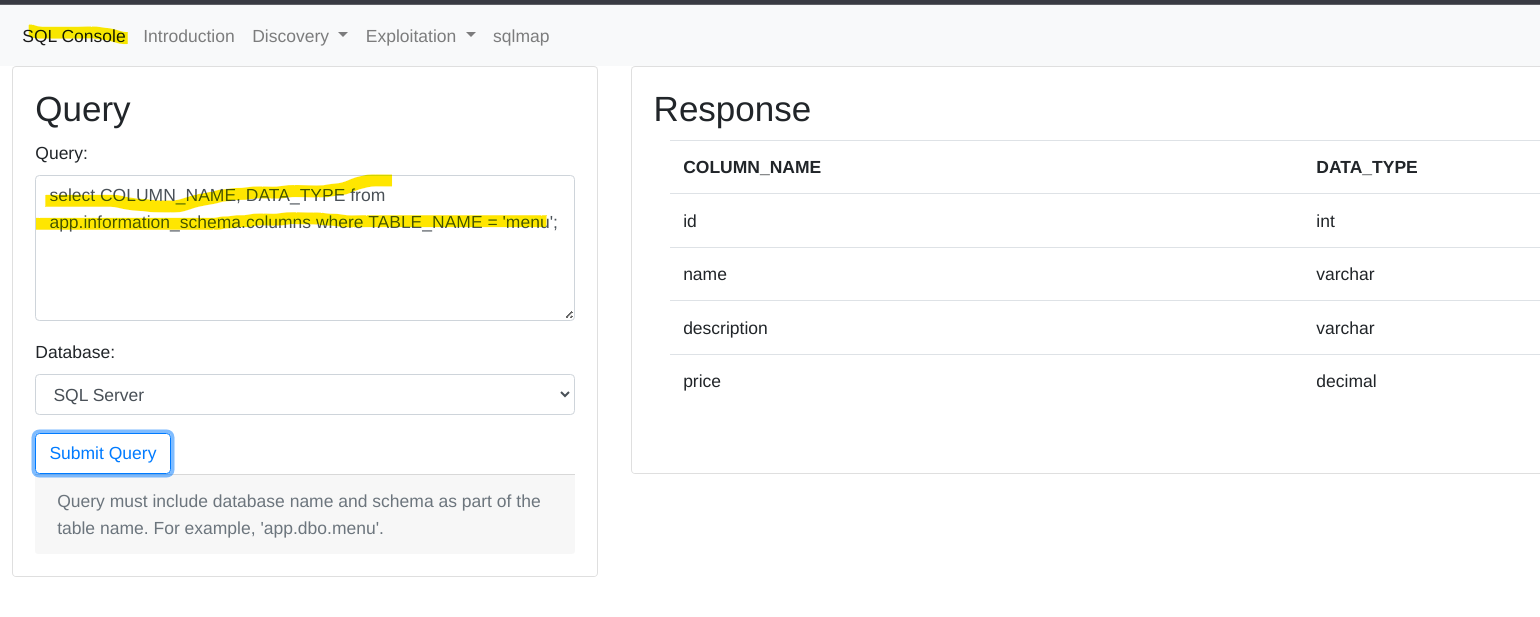 SQL Console Introduction Discovery Exploitation sqlmap
Query
Query:
select COLUMN_NAME, DATA_TYPE from
app.information_schema.columns where TABLE_NAME = 'menu';
Database:
SQL Server
Submit Query
Query must include database name and schema as part of the
table name. For example, 'app.dbo.menu'.
Response
COLUMN_NAME DATA_TYPE
id int
name varchar
description varchar
price decimal